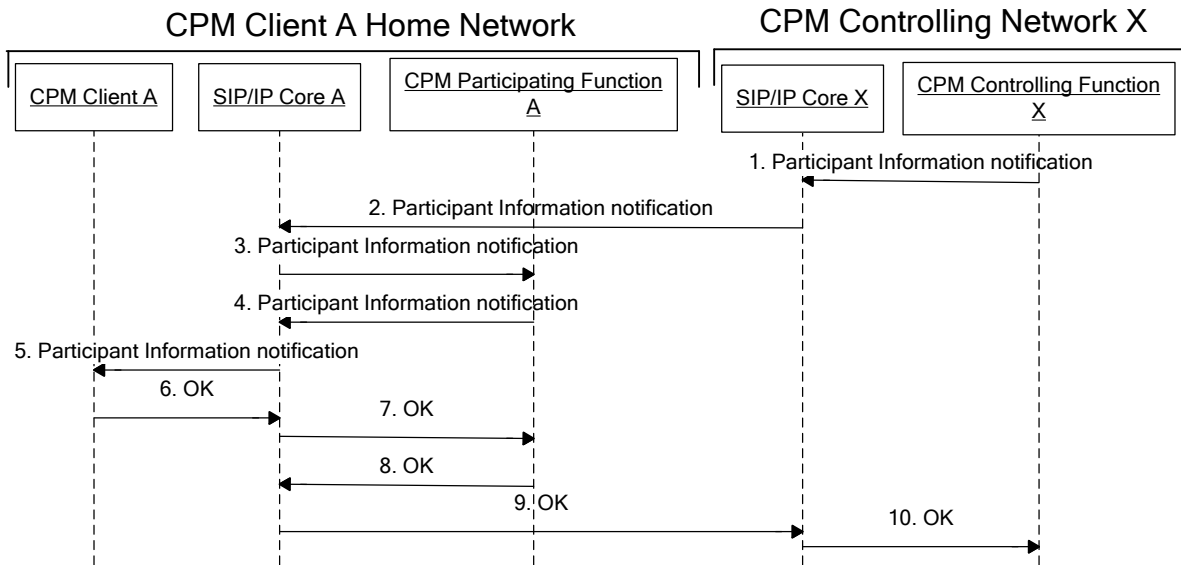 CPM Client A Home Network
CPM Controlling Network X
CPM Client A
SIP/IP Core A
CPM Participating Function
A
SIP/IP Core X
CPM Controlling Function
X
1. Participant Information notification
2. Participant Information notification
3. Participant Information notification
4. Participant Information notification
5. Participant Information notification
6. OK
7. OK
8. OK
9. OK
10. OK